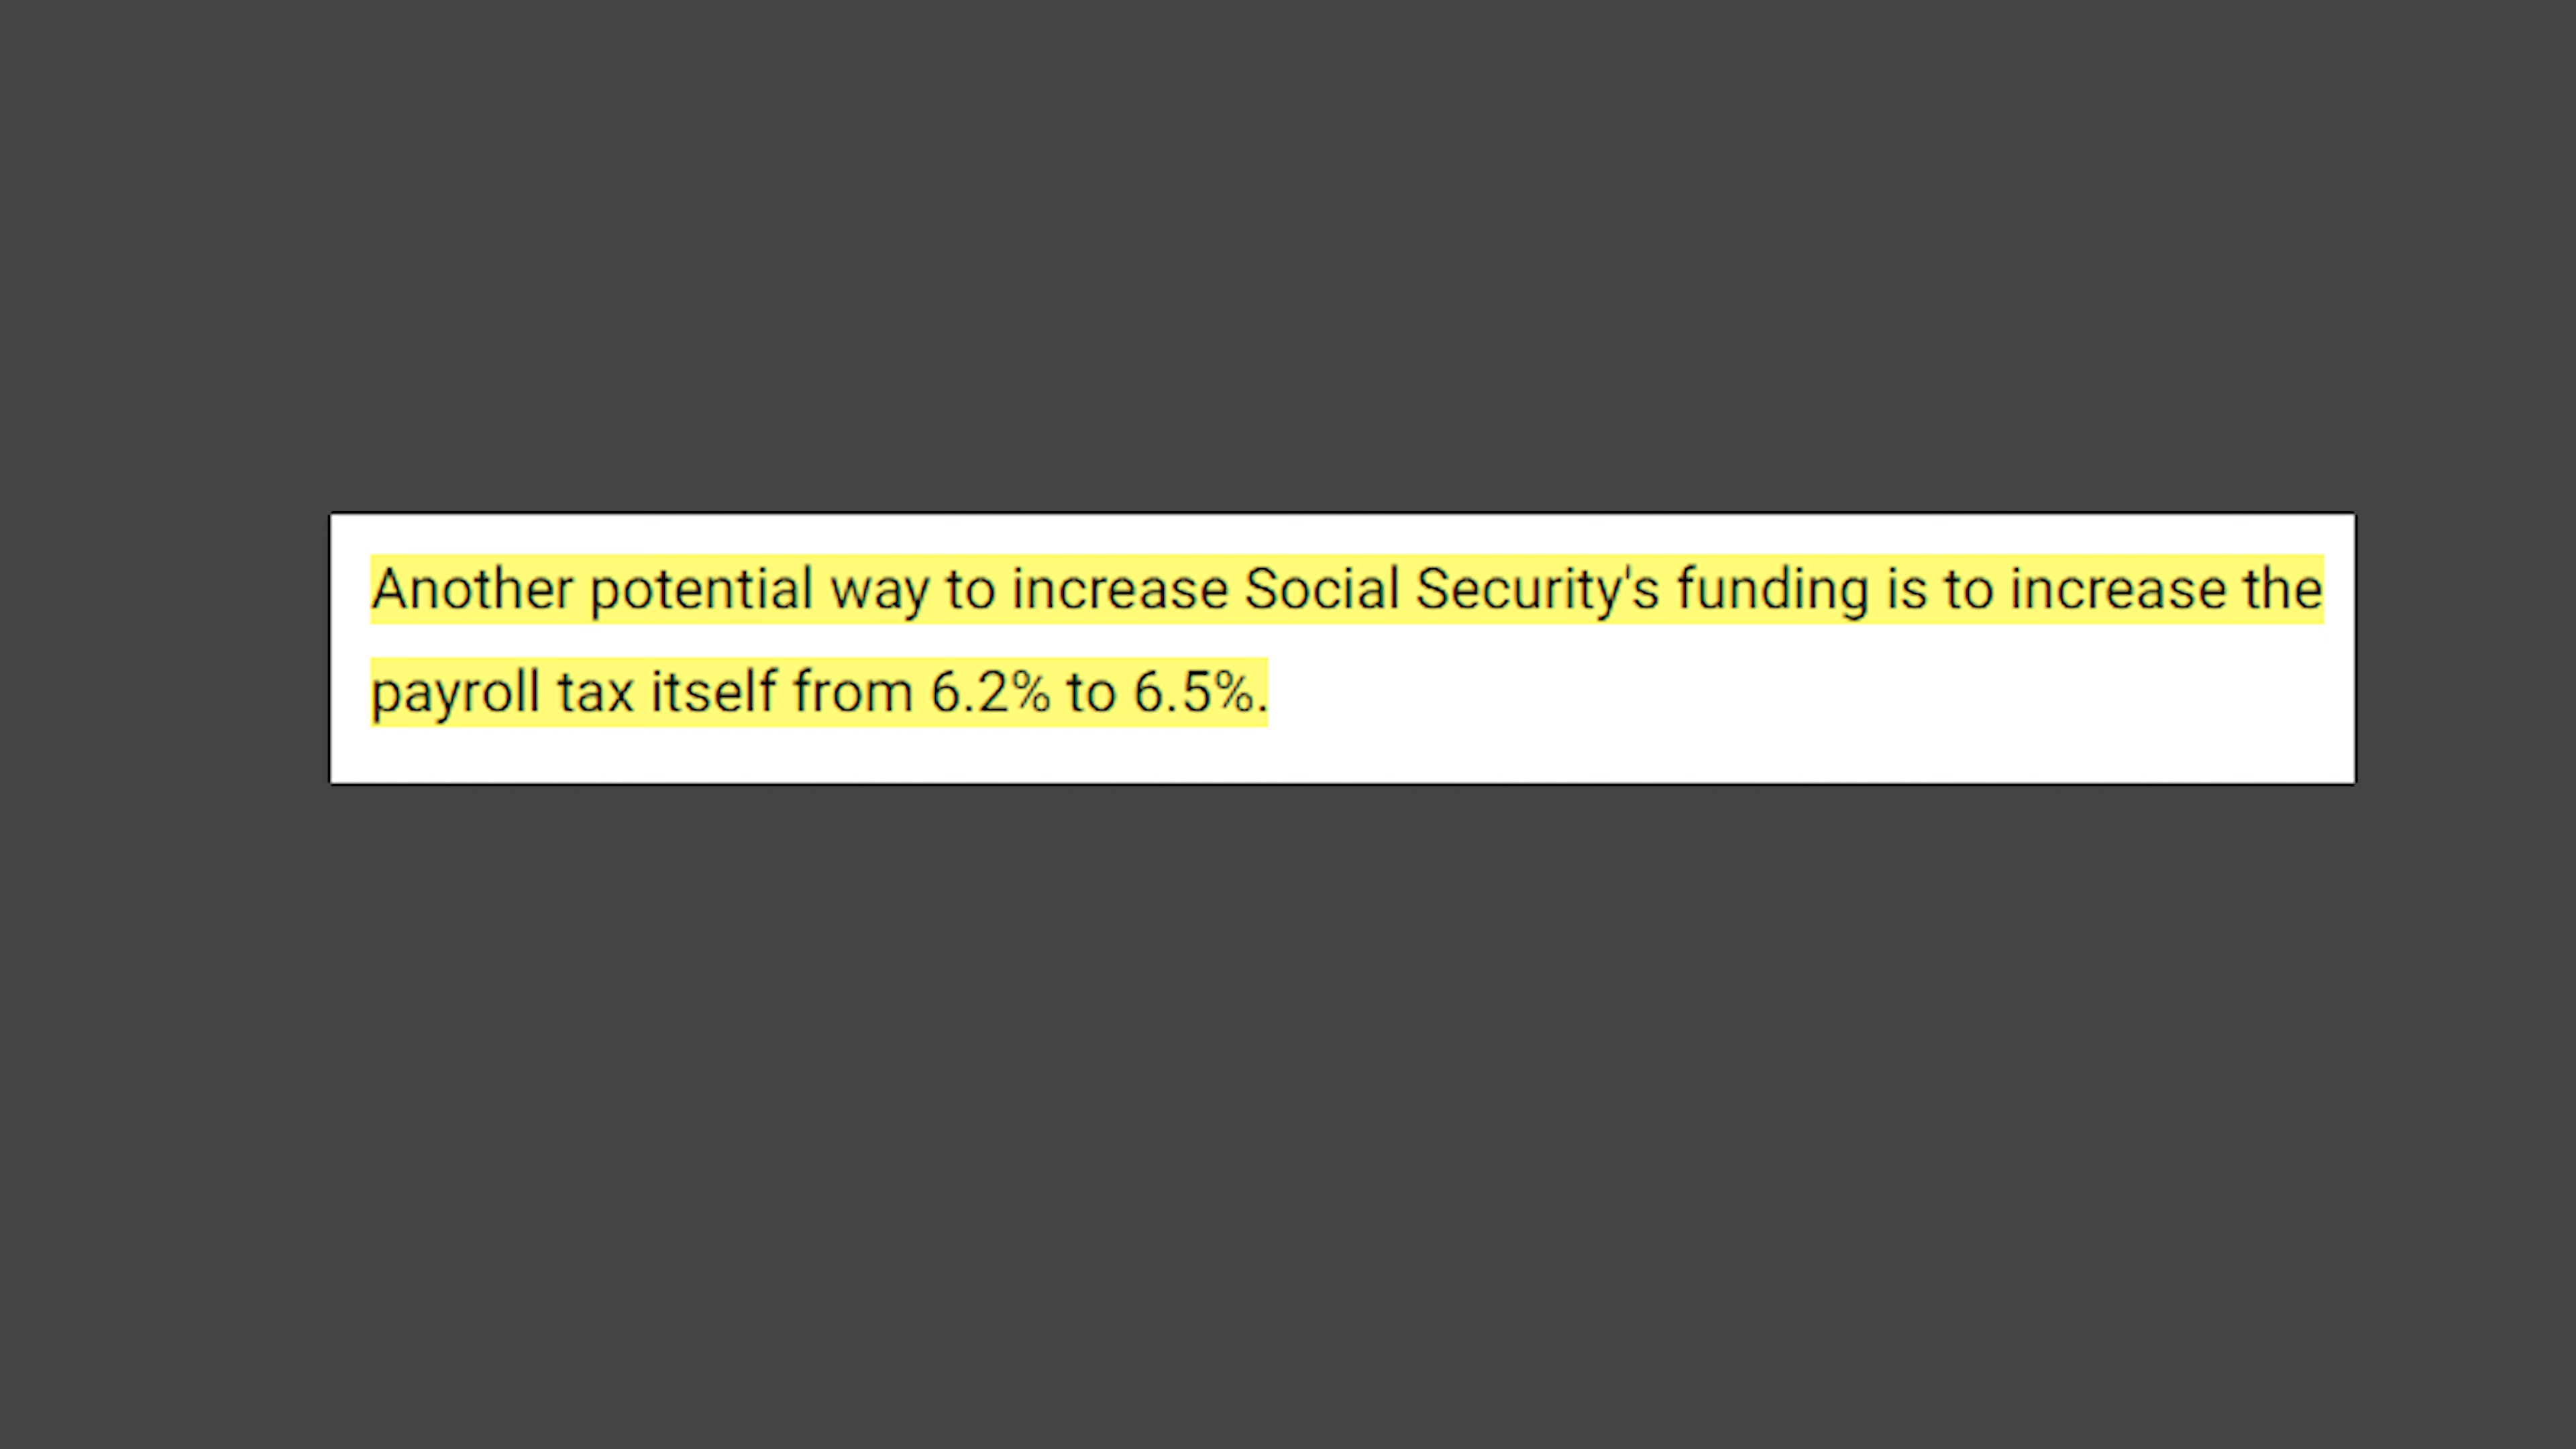 Another potential way to increase Social Security's funding is to increase the
payroll tax itself from 6.2% to 6.5%.